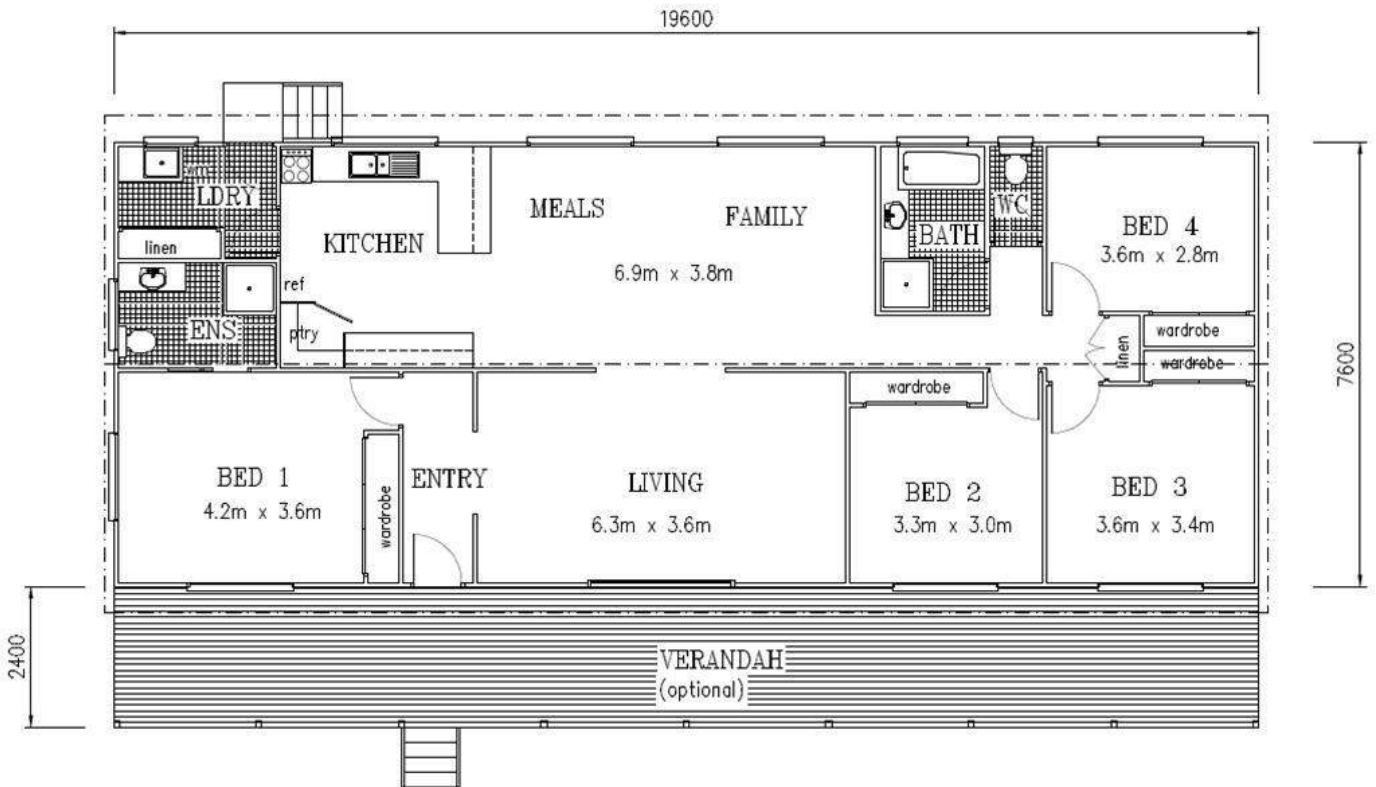 19600
wm
LDRY
linen
KITCHEN
MEALS
FAMILY
6.9m x 3.8m
BATH
WC
BED 4
3.6m x 2.8m
ref
ptry
ENS
linen
wardrobe
wardrobe
wardrobe
7600
BED 1
4.2m x 3.6m
wardrobe
ENTRY
LIVING
6.3m x 3.6m
BED 2
3.3m x 3.0m
BED 3
3.6m x 3.4m
2400
VERANDAH
(optional)